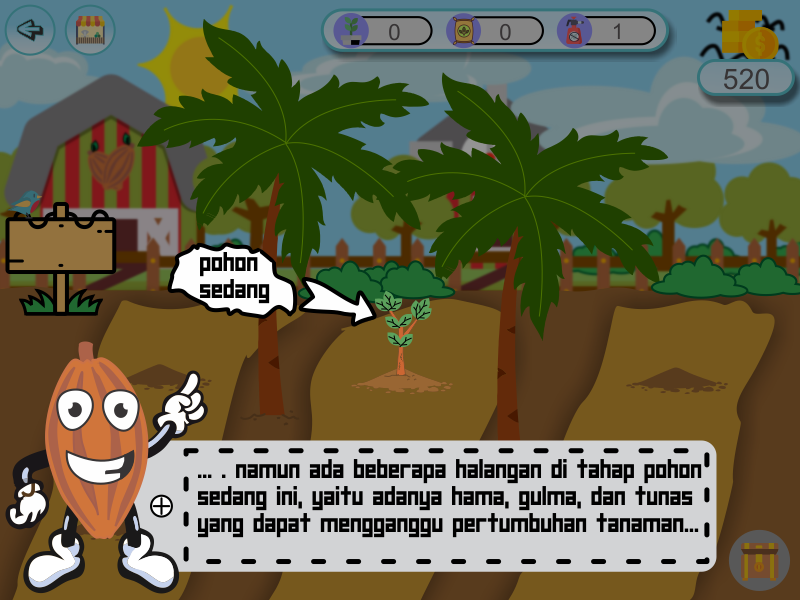 0
0
1
520
pohon
sedang
... . namun ada beberapa halangan di tahap pohon
sedang ini, yaitu adanya hama, gulma, dan tunas
yang dapat mengganggu pertumbuhan tanaman...